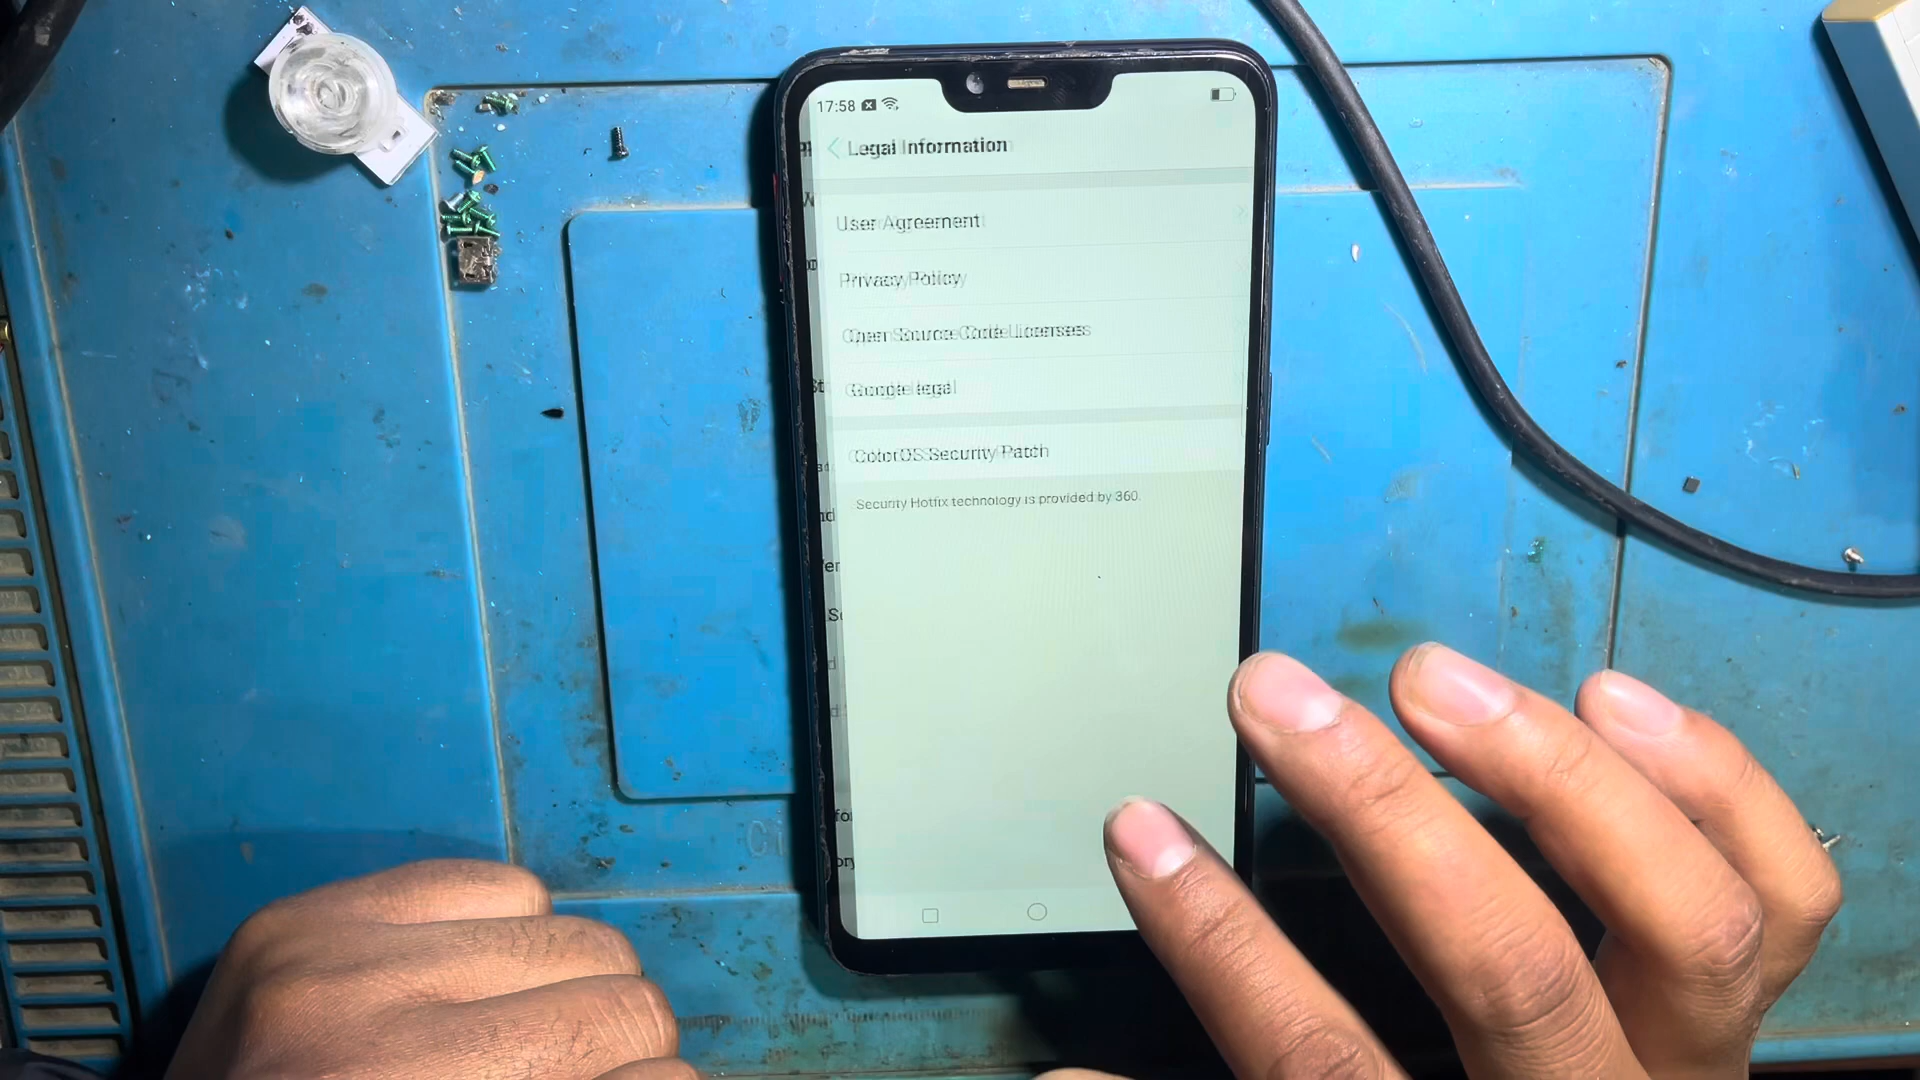 17:58
Legal Information
User Agreement
Privacy Policy
Open Source Code Licenses
Google legal
ColorOS Security Patch
Security Hotfix technology is provided by 360.